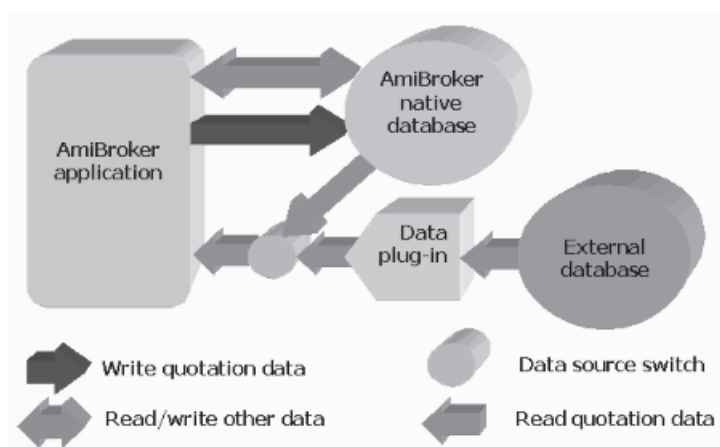 AmiBroker
application
AmiBroker
native
database
Data
plug-in
External
database
Write quotation data
Data source switch
Read/write other data
Read quotation data